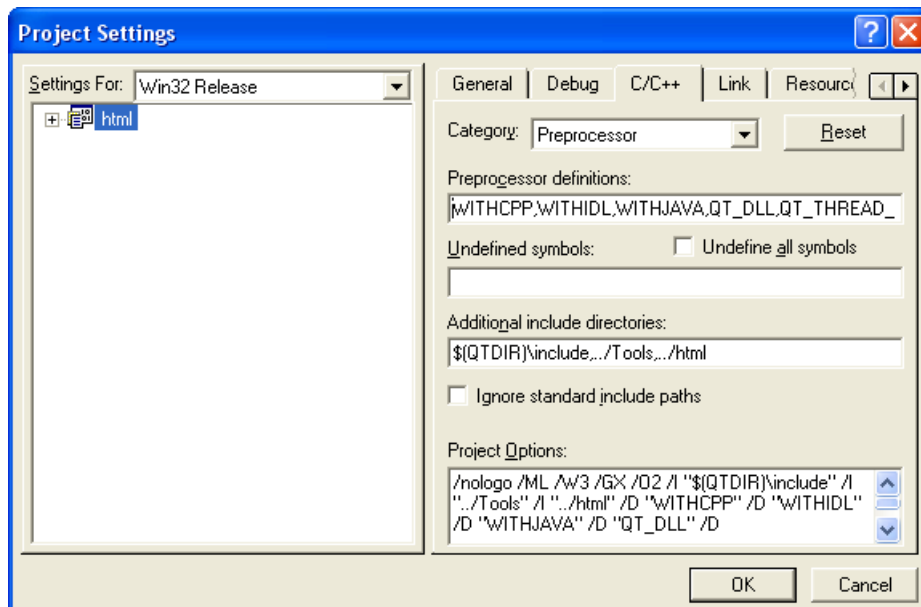 Project Settings
Settings For: Win32 Release
html
General Debug C/C++ Link Resourc
Category: Preprocessor Reset
Preprocessor definitions:
WITHCPP,WITHIDL,WITHJAVA,QT_DLL,QT_THREAD_
Undefined symbols: Undefine all symbols
Additional include directories:
$(QTDIR)\include,../Tools,../html
Ignore standard include paths
Project Options:
/nologo /ML /W3 /GX /O2 /I "$(QTDIR)\include" /I
"../Tools" /I "../html" /D "WITHCPP" /D "WITHIDL"
/D "WITHJAVA" /D "QT_DLL" /D
OK Cancel